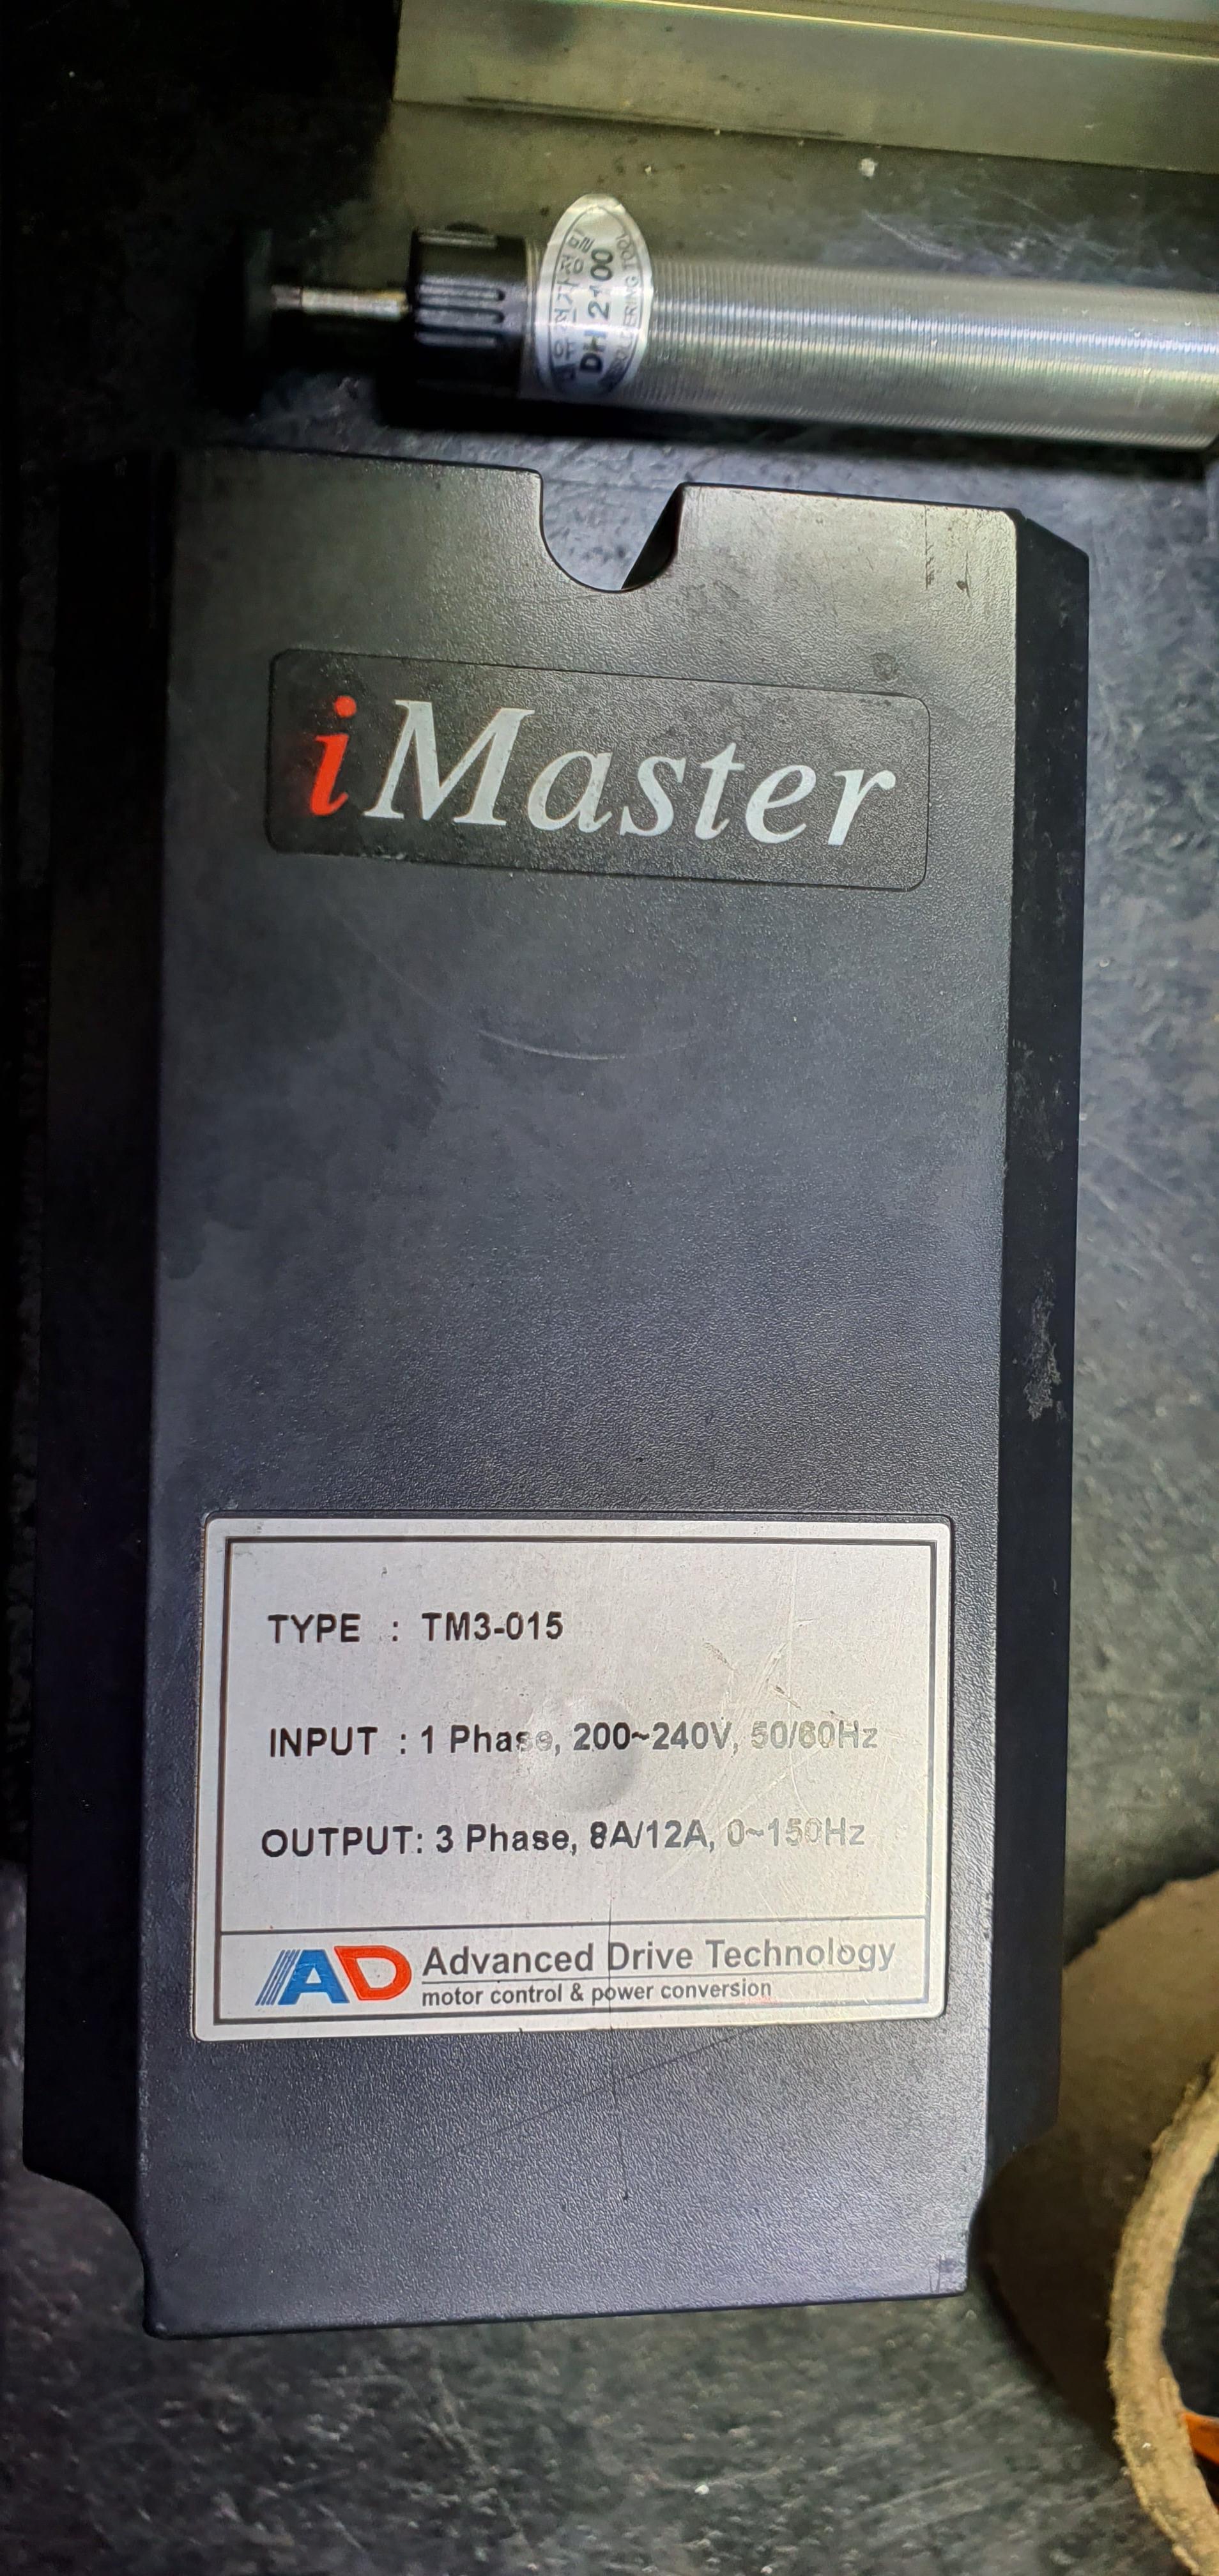 DH 2100
iMaster
TYPE : TM3-015
INPUT : 1 Phase, 200~240V, 50/60Hz
OUTPUT: 3 Phase, 8A/12A, 0~150Hz
AD Advanced Drive Technology
motor control & power conversion